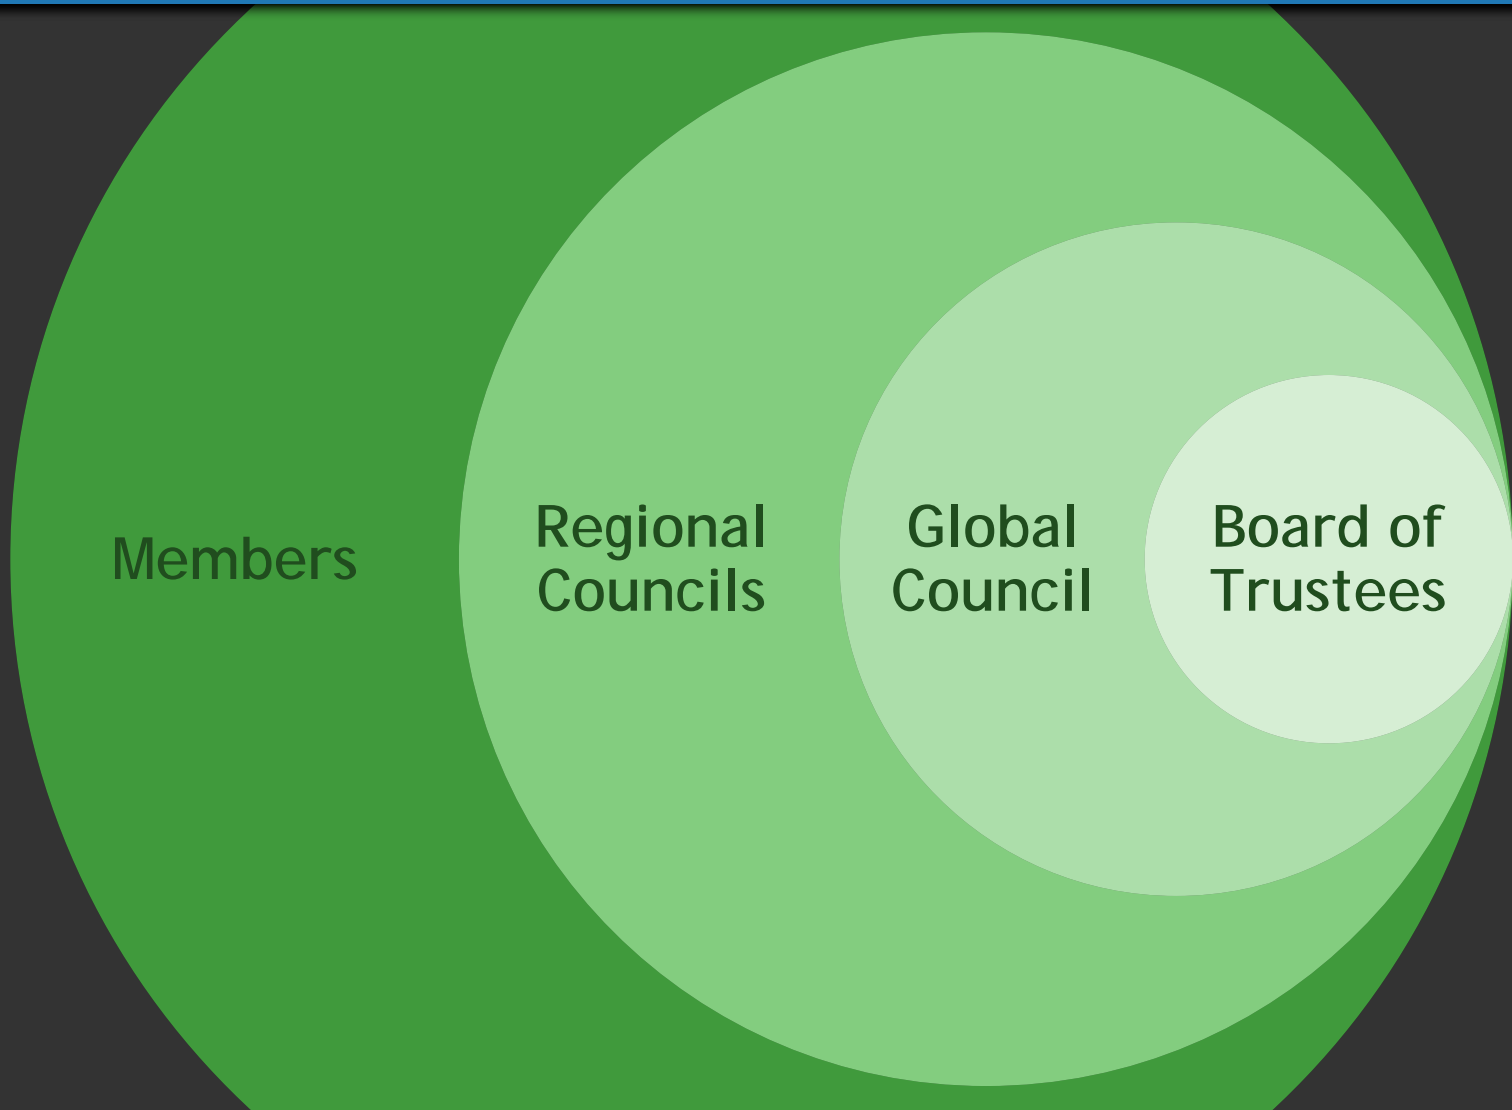 Members
Regional
Councils
Global
Council
Board of
Trustees